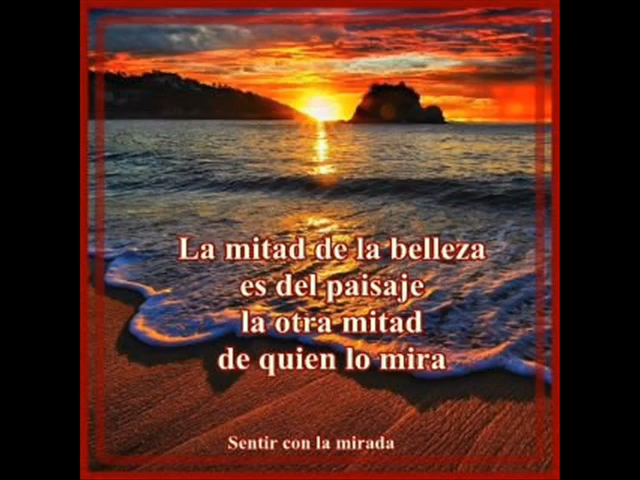 La mitad de la belleza
es del paisaje
la otra mitad
de quien lo mira
Sentir con la mirada